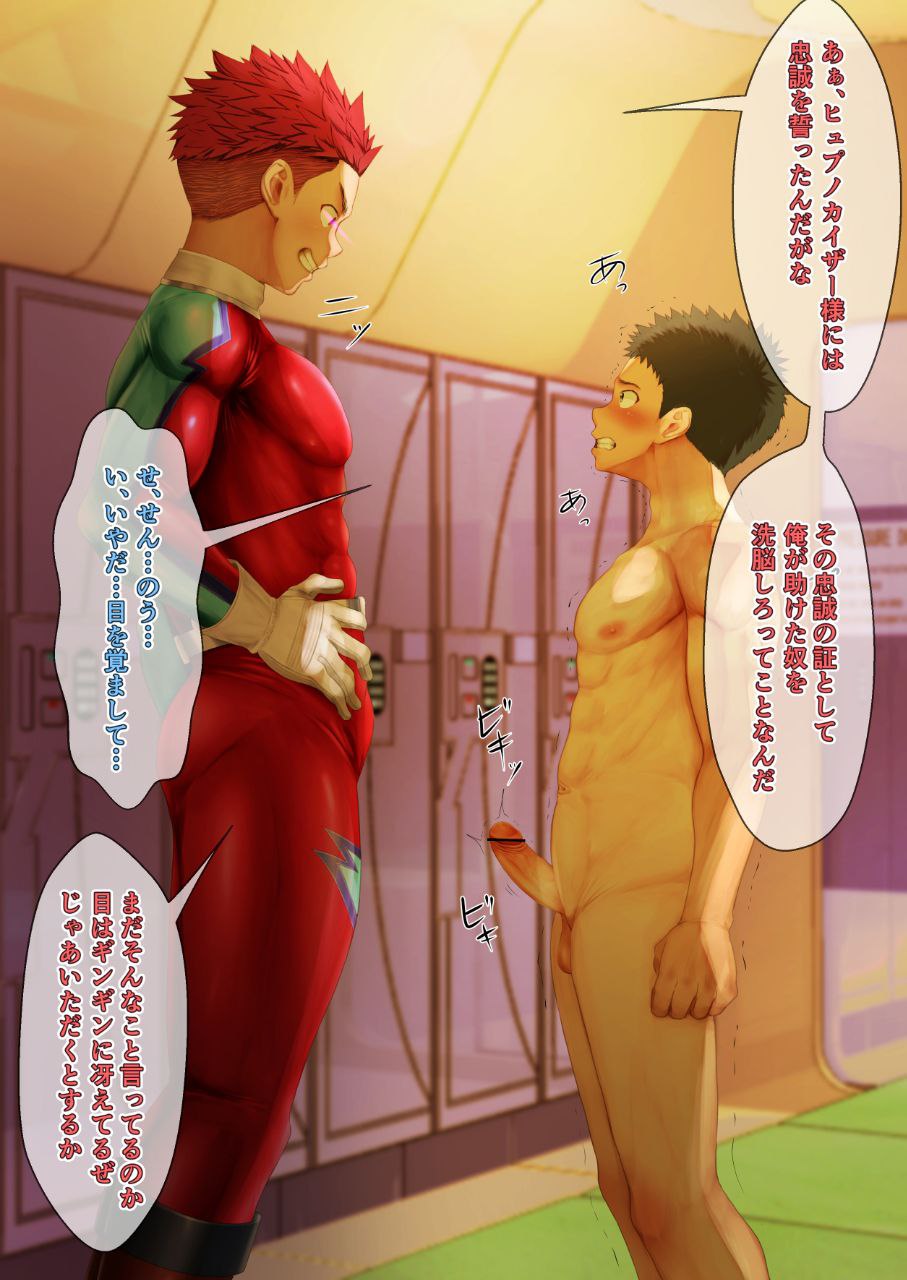 あぁ、ヒュプノカイザー様には
忠誠を誓ったんだがな
その忠誠の証として
俺が助けた奴を
洗脳しろってことなんだ
あっ
あっ
ニッ
せ、せん…のう…
い、いやだ…目を覚まして…
ビキッ
ビキ
まだそんなこと言ってるのか
目はギンギンに冴えてるぜ
じゃあいただくとするか